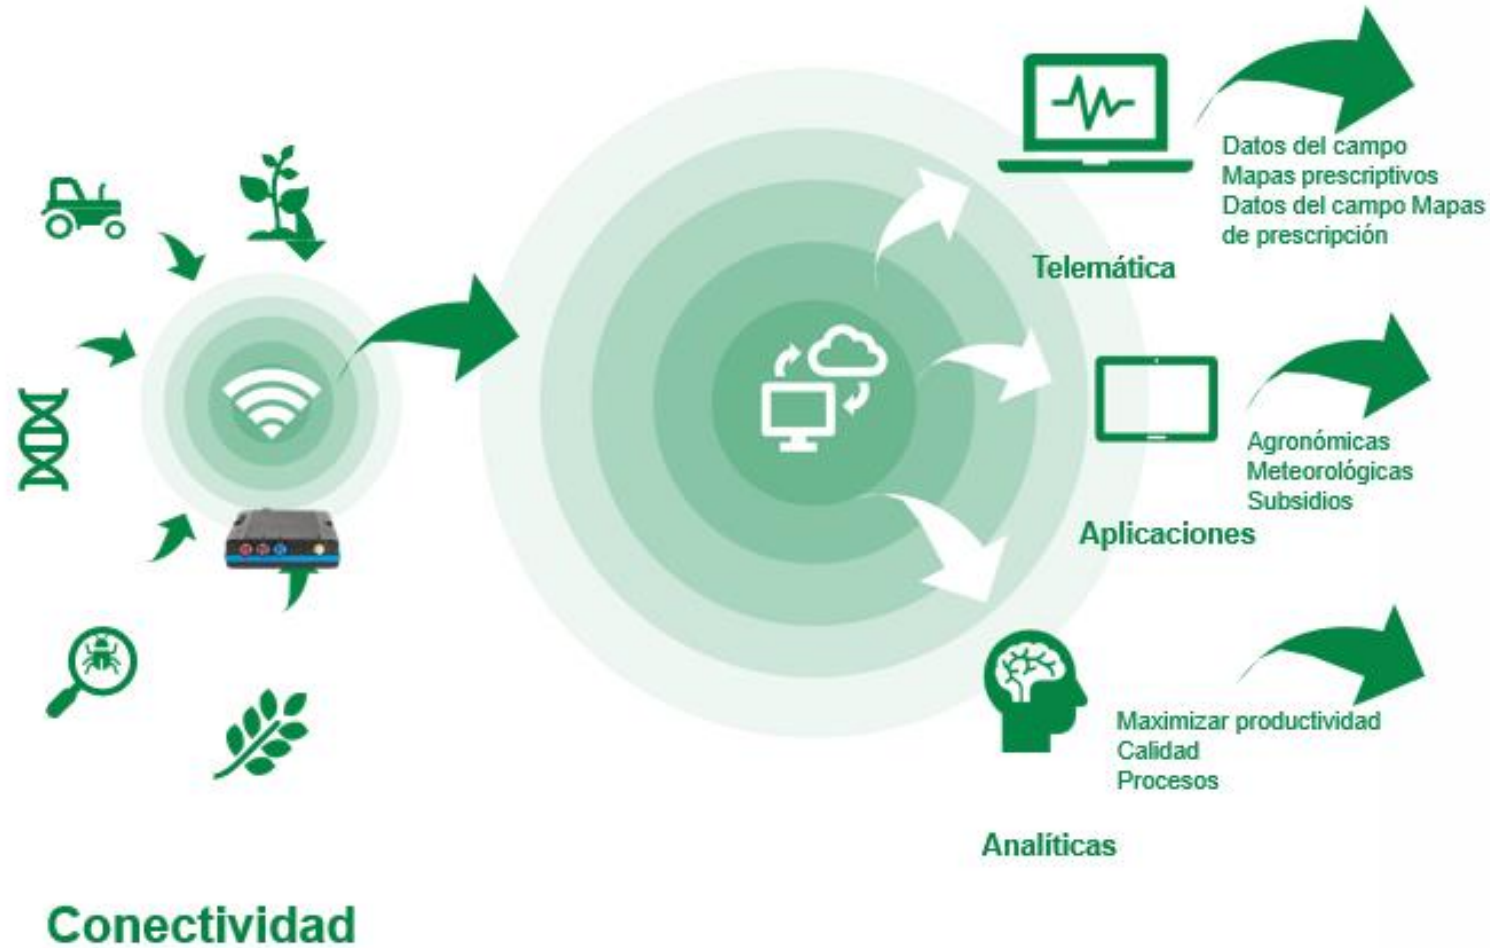 Datos del campo
Mapas prescriptivos
Datos del campo Mapas
de prescripción
Telemática
Agronómicas
Meteorológicas
Subsidios
Aplicaciones
Maximizar productividad
Calidad
Procesos
Analíticas
Conectividad